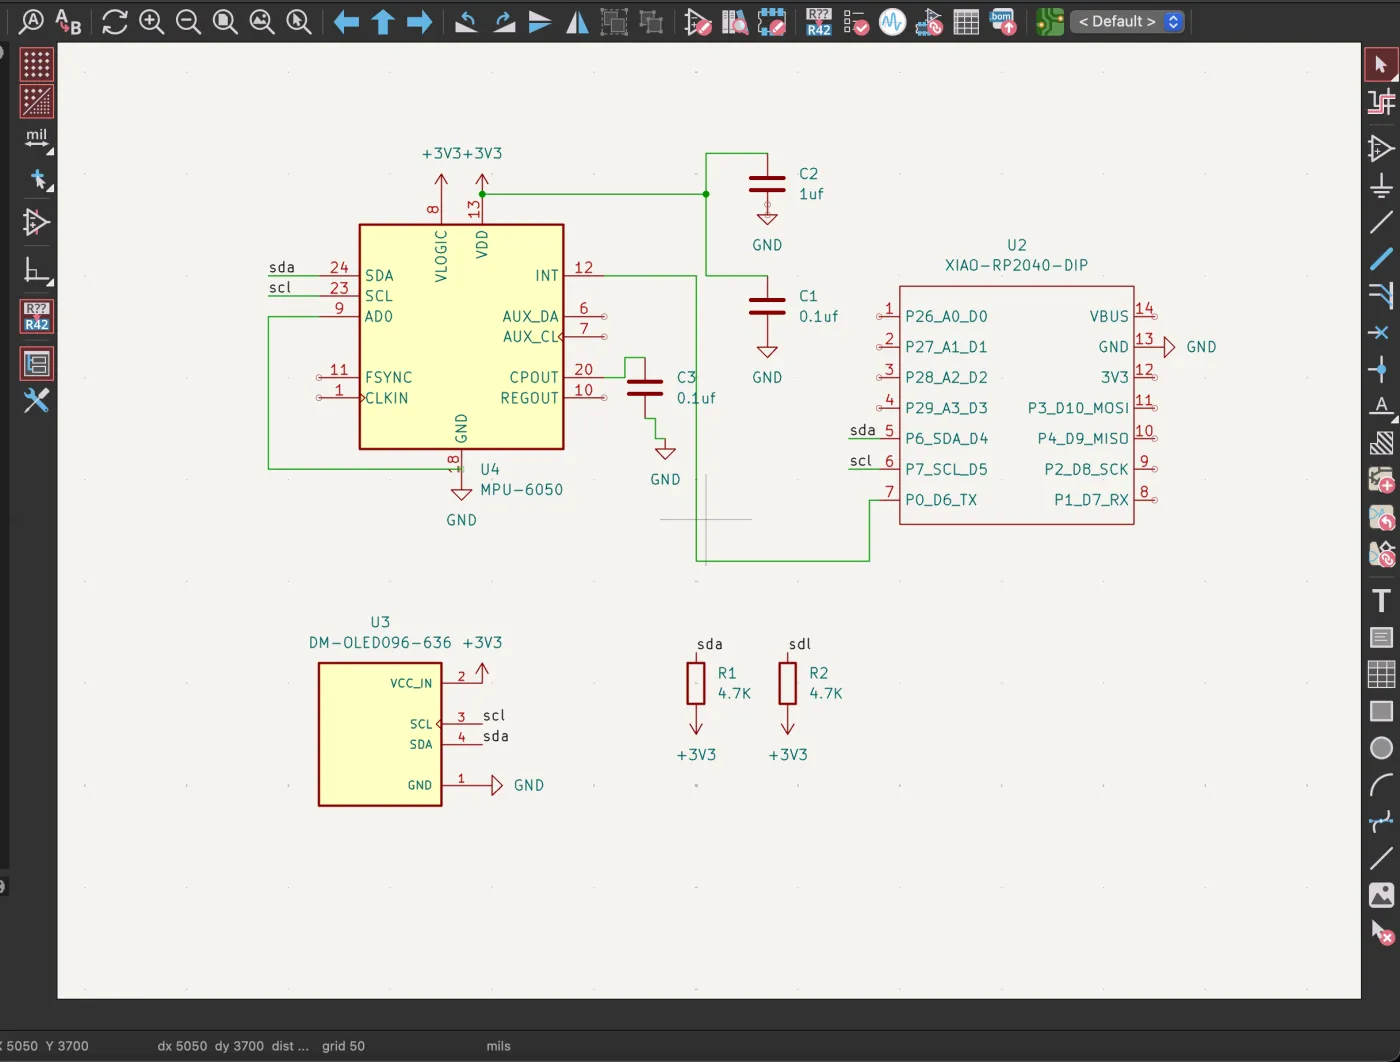 A B
R??
R42
bom
< Default >
mil
R??
R42
A
T
+3V3 +3V3
8
13
VLOGIC
VDD
sda 24 SDA
scl 23 SCL
9 AD0
11 FSYNC
1 CLKIN
INT 12
AUX_DA 6
AUX_CL 7
CPOUT 20
REGOUT 10
GND
18
U4
MPU-6050
GND
C2
1uf
GND
C1
0.1uf
GND
C3
0.1uf
GND
U2
XIAO-RP2040-DIP
1 P26_A0_D0 VBUS 14
2 P27_A1_D1 GND 13 GND
3 P28_A2_D2 3V3 12
4 P29_A3_D3 P3_D10_MOSI 11
sda 5 P6_SDA_D4 P4_D9_MISO 10
scl 6 P7_SCL_D5 P2_D8_SCK 9
7 P0_D6_TX P1_D7_RX 8
U3
DM-OLED096-636 +3V3
VCC_IN 2
SCL 3 scl
SDA 4 sda
GND 1 GND
sda
R1
4.7K
+3V3
sdl
R2
4.7K
+3V3
X 5050 Y 3700 dx 5050 dy 3700 dist ... grid 50 mils